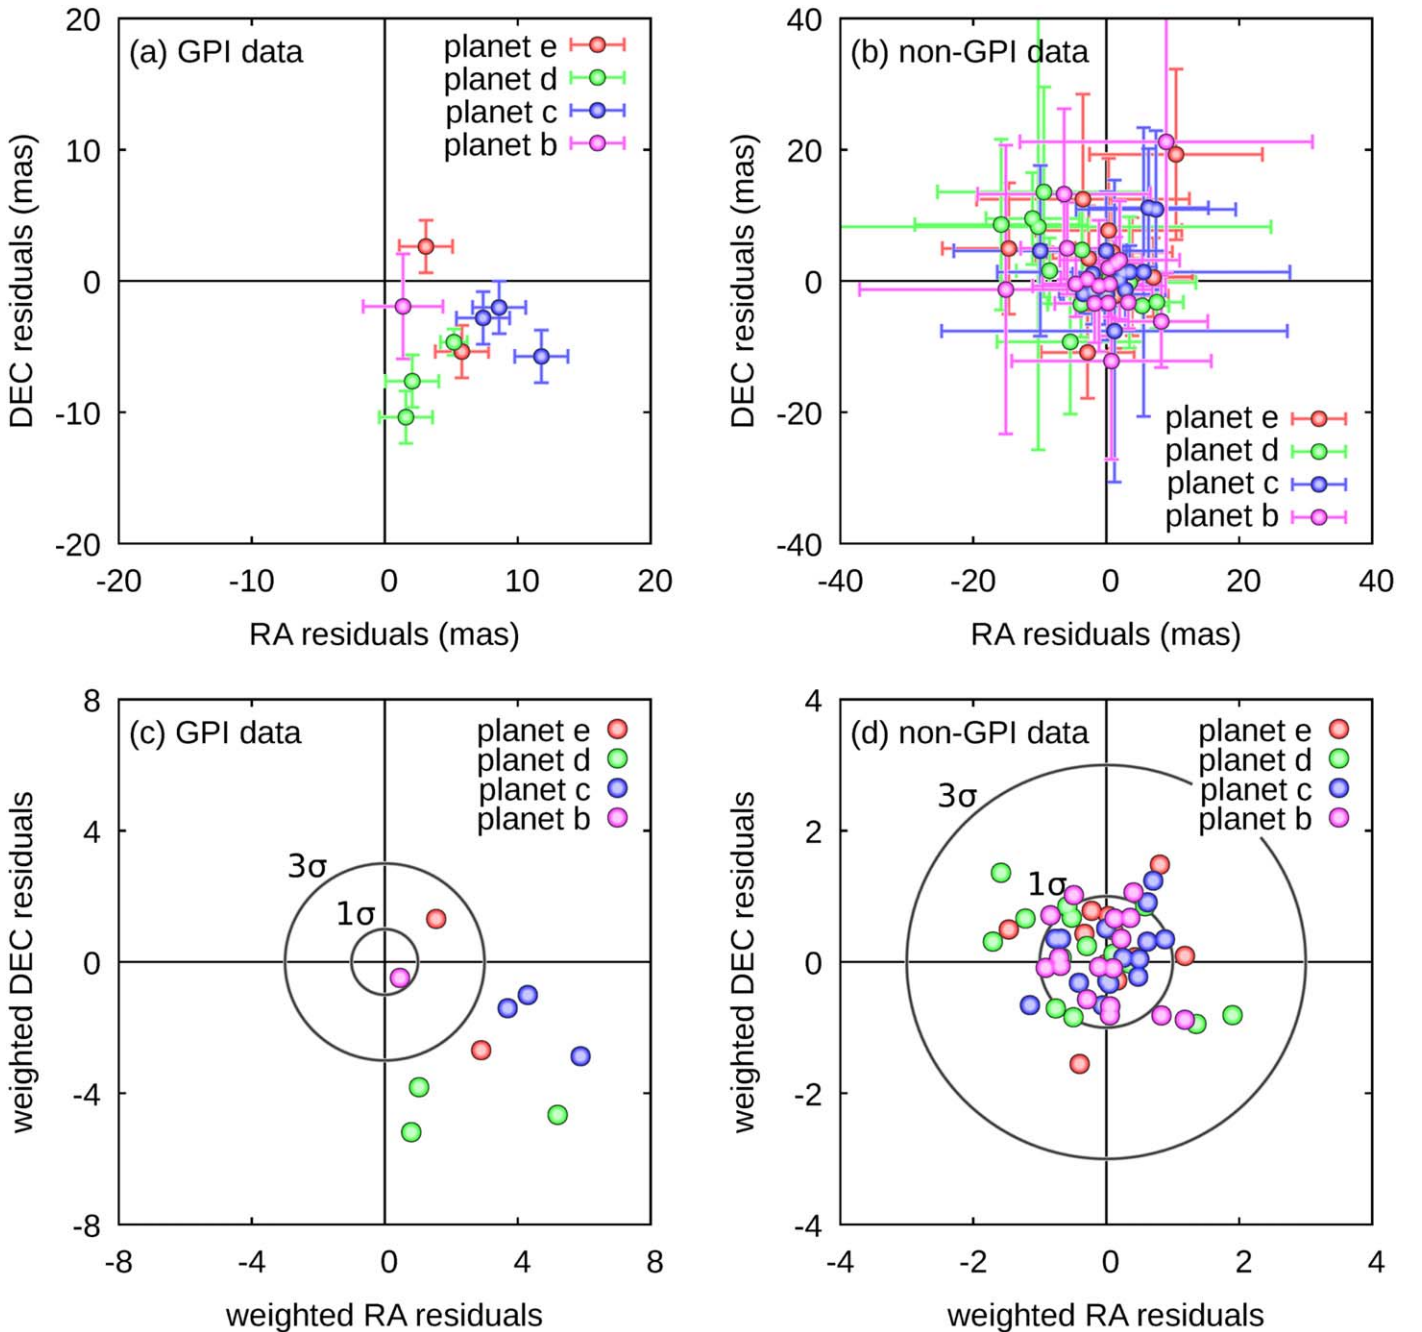 (a) GPI data
planet e
planet d
planet c
planet b
20
10
0
-10
-20
-20
-10
0
10
20
DEC residuals (mas)
RA residuals (mas)
(b) non-GPI data
planet e
planet d
planet c
planet b
40
20
0
-20
-40
-40
-20
0
20
40
DEC residuals (mas)
RA residuals (mas)
(c) GPI data
planet e
planet d
planet c
planet b
3σ
1σ
8
4
0
-4
-8
-8
-4
0
4
8
weighted DEC residuals
weighted RA residuals
(d) non-GPI data
planet e
planet d
planet c
planet b
3σ
1σ
4
2
0
-2
-4
-4
-2
0
2
4
weighted DEC residuals
weighted RA residuals